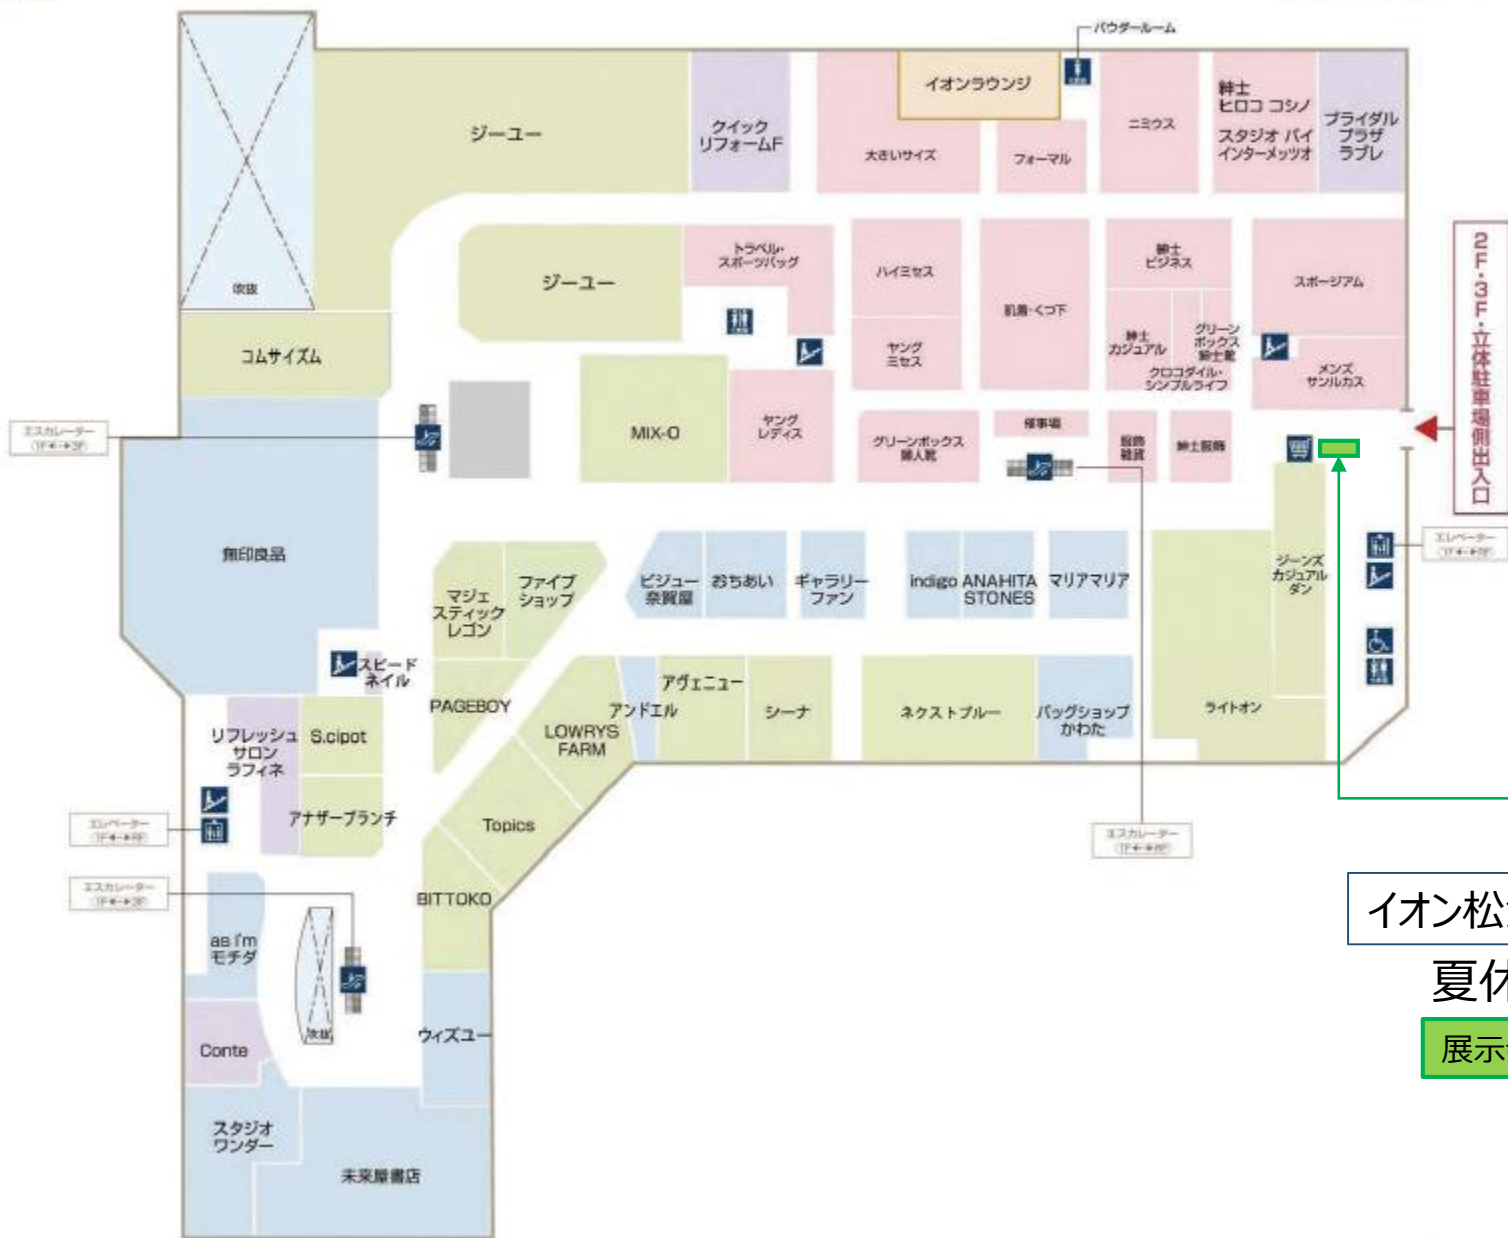 パウダールーム
イオンラウンジ
ジーユー
クイック
リフォームF
大きいサイズ
フォーマル
ニミウス
紳士
ヒロコ コシノ
スタジオ バイ
インターメッツオ
ブライダル
プラザ
ラブレ
吹抜
ジーユー
トラベル・
スポーツバッグ
ハイミセス
肌着・くつ下
紳士
ビジネス
スポージアム
2F・3F・立体駐車場側出入口
コムサイズム
ヤング
ミセス
紳士
カジュアル
グリーン
ボックス
紳士靴
クロコダイル・
シンプルライフ
メンズ
サンルカス
エスカレーター
MIX-O
ヤング
レディス
グリーンボックス
婦人靴
催事場
服飾
雑貨
紳士服飾
無印良品
マジェ
スティック
レゴン
ファイブ
ショップ
ビジュー
奈賀屋
おちあい
ギャラリー
ファン
indigo
ANAHITA
STONES
マリアマリア
ジーンズ
カジュアル
ダン
エレベーター
スピード
ネイル
PAGEBOY
LOWRYS
FARM
アンドエル
アヴェニュー
シーナ
ネクストブルー
バッグショップ
かわた
ライトオン
リフレッシュ
サロン
ラフィネ
S.cipot
アナザーブランチ
Topics
エレベーター
エスカレーター
エスカレーター
BITTOKO
as I'm
モチダ
吹抜
ウィズユー
Conte
スタジオ
ワンダー
未来屋書店
イオン松
夏休
展示